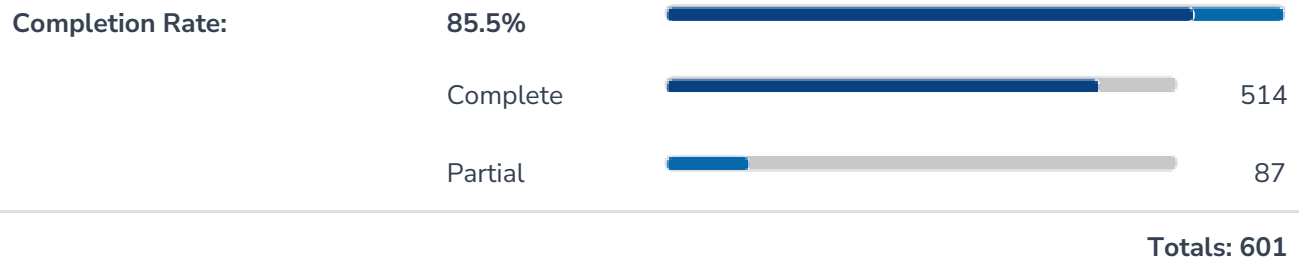 Completion Rate: 85.5%
Complete 514
Partial 87
Totals: 601